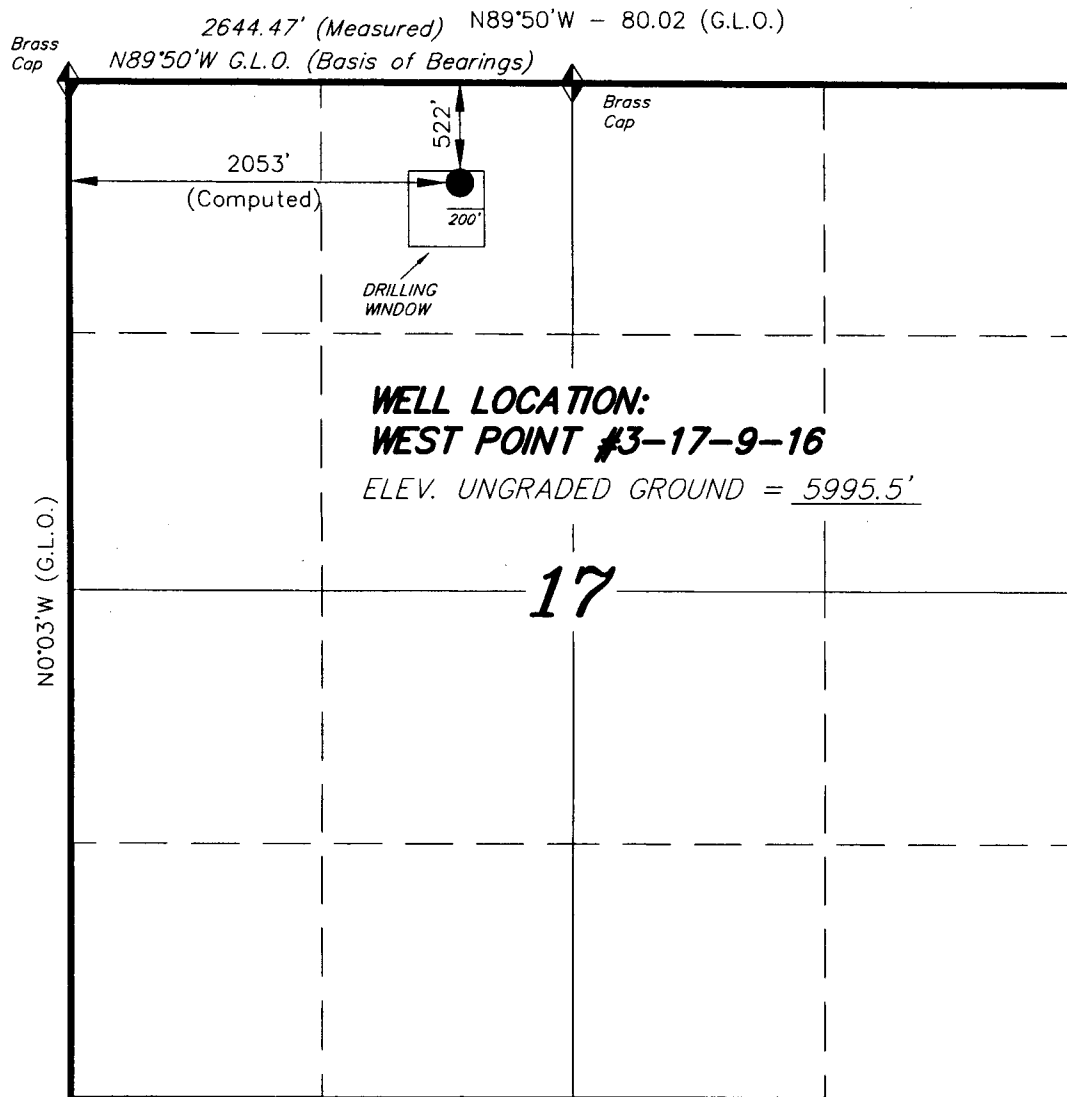 2644.47' (Measured) N89°50'W - 80.02 (G.L.O.)
Brass
Cap
N89°50'W G.L.O. (Basis of Bearings)
Brass
Cap
522'
2053'
(Computed)
200'
DRILLING
WINDOW
WELL LOCATION:
WEST POINT #3-17-9-16
ELEV. UNGRADED GROUND = 5995.5'
N0°03'W (G.L.O.)
17